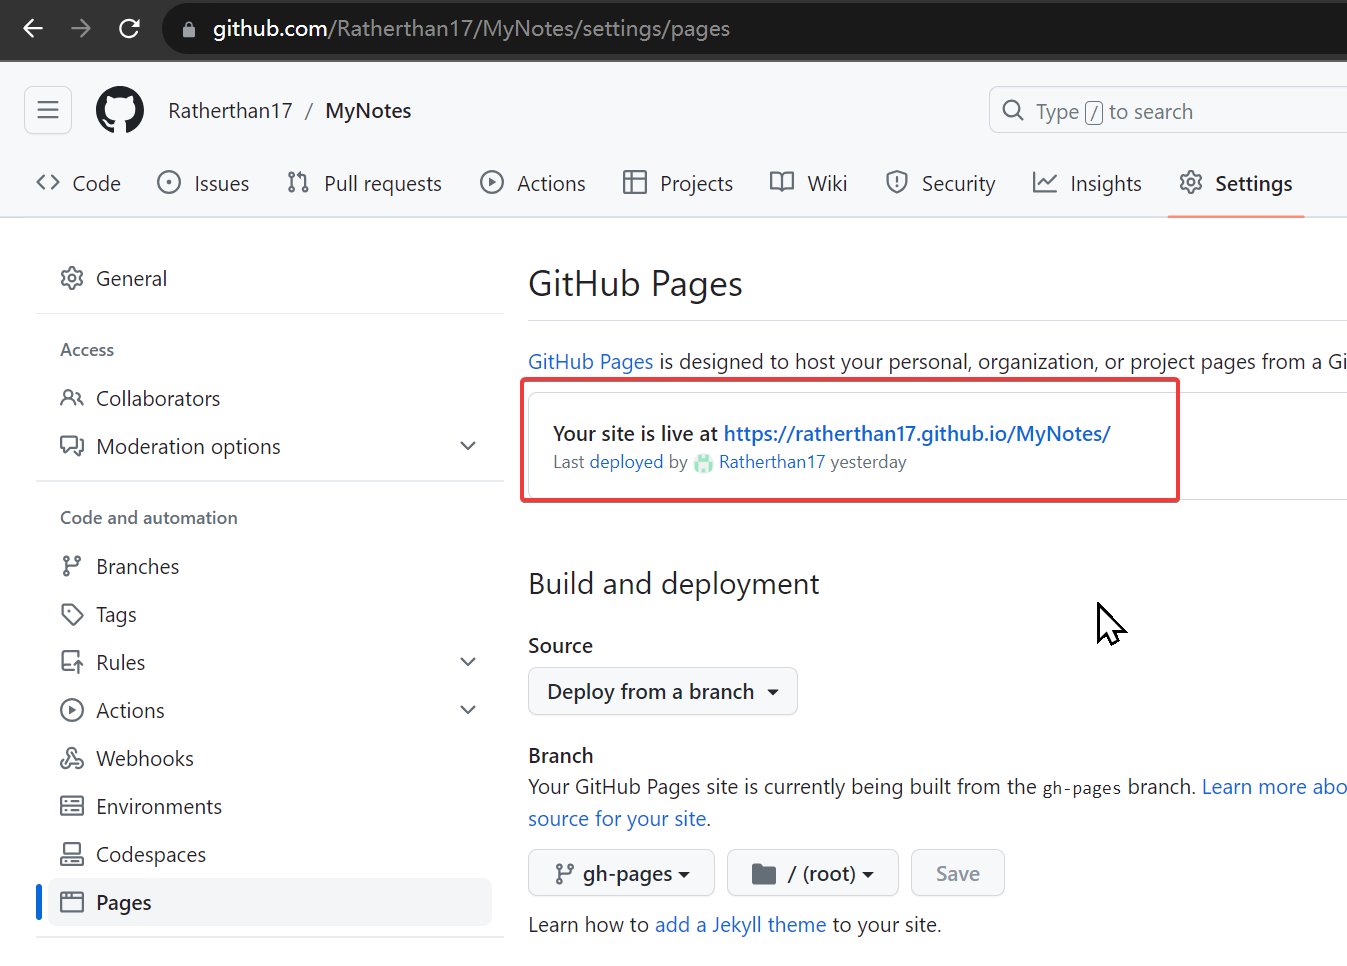 github.com/Ratherthan17/MyNotes/settings/pages
Ratherthan17 / MyNotes
Type / to search
Code Issues Pull requests Actions Projects Wiki Security Insights Settings
General
Access
Collaborators
Moderation options
Code and automation
Branches
Tags
Rules
Actions
Webhooks
Environments
Codespaces
Pages
GitHub Pages
GitHub Pages is designed to host your personal, organization, or project pages from a Gi
Your site is live at https://ratherthan17.github.io/MyNotes/
Last deployed by Ratherthan17 yesterday
Build and deployment
Source
Deploy from a branch
Branch
Your GitHub Pages site is currently being built from the gh-pages branch. Learn more abo
source for your site.
gh-pages / (root) Save
Learn how to add a Jekyll theme to your site.